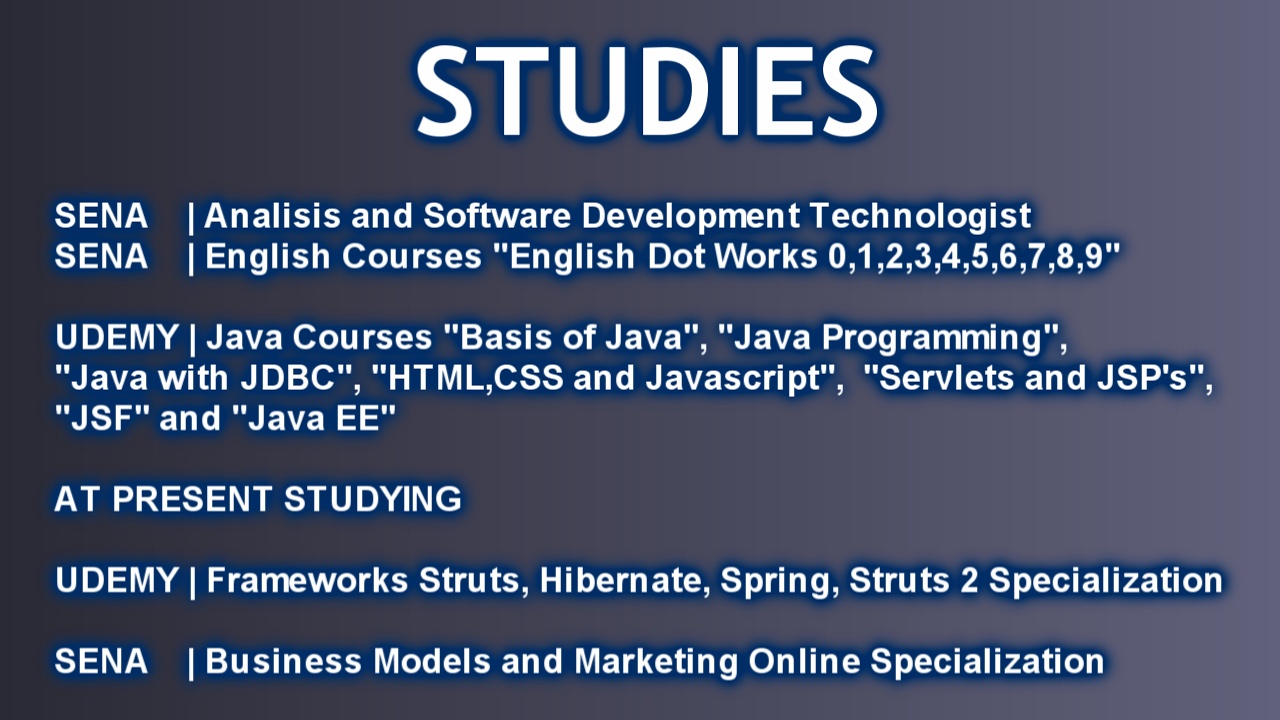 STUDIES
SENA | Analisis and Software Development Technologist
SENA | English Courses "English Dot Works 0,1,2,3,4,5,6,7,8,9"
UDEMY | Java Courses "Basis of Java", "Java Programming",
"Java with JDBC", "HTML,CSS and Javascript", "Servlets and JSP's",
"JSF" and "Java EE"
AT PRESENT STUDYING
UDEMY | Frameworks Struts, Hibernate, Spring, Struts 2 Specialization
SENA | Business Models and Marketing Online Specialization